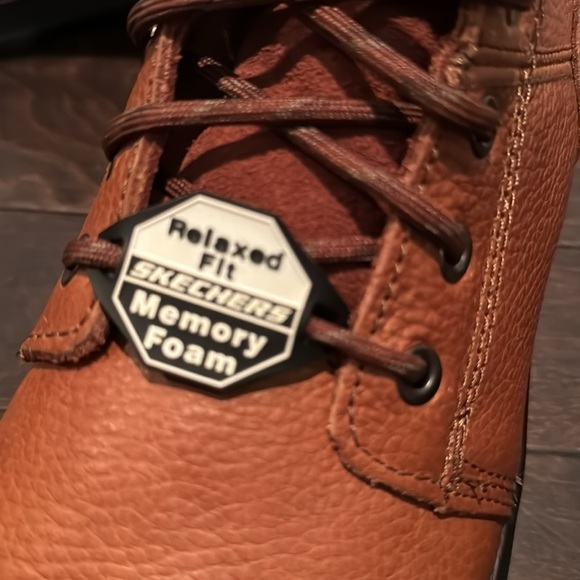 Relaxed
Fit
SKECHERS
Memory
Foam